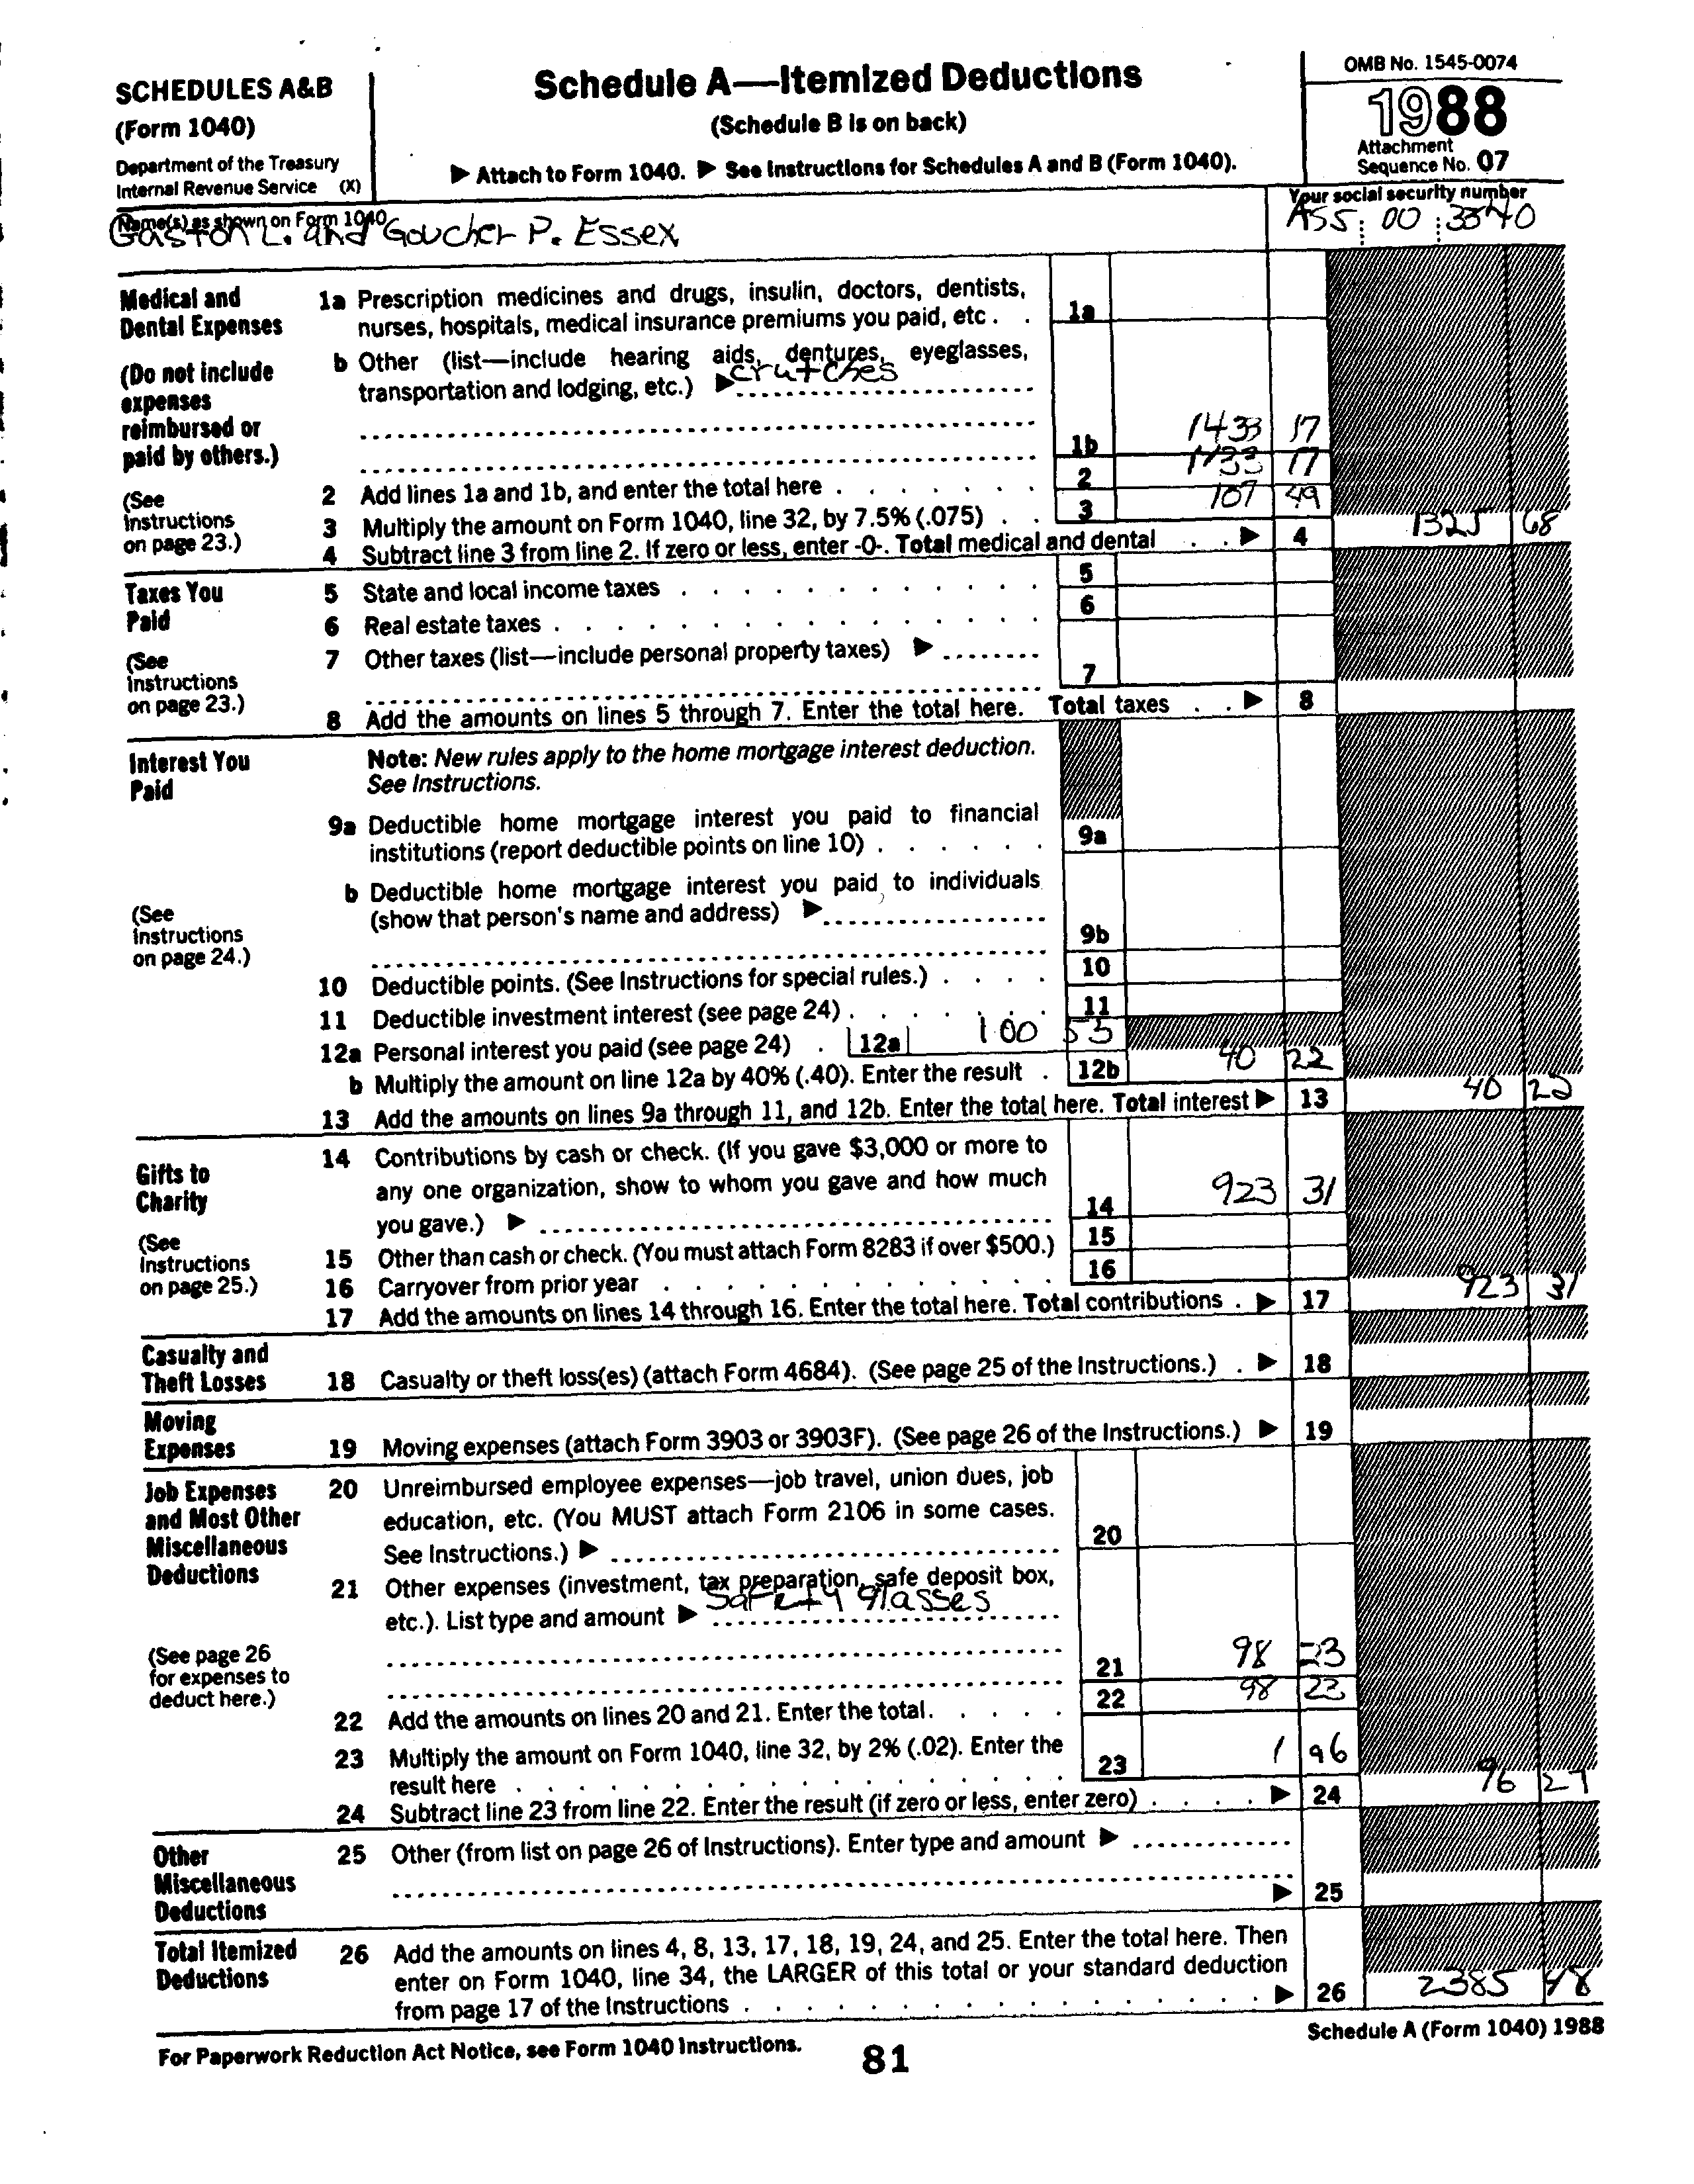 SCHEDULES A&B
(Form 1040)
Department of the Treasury
Internal Revenue Service (X)
Schedule A—Itemized Deductions
(Schedule B is on back)
▶ Attach to Form 1040. ▶ See Instructions for Schedules A and B (Form 1040).
OMB No. 1545-0074
1988
Attachment
Sequence No. 07
Name(s) as shown on Form 1040
Gaston L. and Goucher P. Essex
Your social security number
ASS 00 3540
Medical and
Dental Expenses
(Do not include
expenses
reimbursed or
paid by others.)
(See
Instructions
on page 23.)
1a Prescription medicines and drugs, insulin, doctors, dentists,
nurses, hospitals, medical insurance premiums you paid, etc . . 1a
b Other (list—include hearing aids, dentures, eyeglasses,
transportation and lodging, etc.) ▶ crutches
1b 1433 17
2 Add lines 1a and 1b, and enter the total here . . . . . . . 2 1433 17
3 Multiply the amount on Form 1040, line 32, by 7.5% (.075) . . 3 107 49
4 Subtract line 3 from line 2. If zero or less, enter -0-. Total medical and dental . . ▶ 4 1325 68
Taxes You
Paid
(See
Instructions
on page 23.)
5 State and local income taxes . . . . . . . . . . . . 5
6 Real estate taxes . . . . . . . . . . . . . . . . 6
7 Other taxes (list—include personal property taxes) ▶ 7
8 Add the amounts on lines 5 through 7. Enter the total here. Total taxes . . ▶ 8
Interest You
Paid
(See
Instructions
on page 24.)
Note: New rules apply to the home mortgage interest deduction.
See Instructions.
9a Deductible home mortgage interest you paid to financial
institutions (report deductible points on line 10) . . . . . . 9a
b Deductible home mortgage interest you paid to individuals
(show that person's name and address) ▶
9b
10 Deductible points. (See Instructions for special rules.) . . . . 10
11 Deductible investment interest (see page 24) . . . . . . . 11
12a Personal interest you paid (see page 24) . 12a 100 55
b Multiply the amount on line 12a by 40% (.40). Enter the result . 12b 40 22
13 Add the amounts on lines 9a through 11, and 12b. Enter the total here. Total interest ▶ 13 40 22
Gifts to
Charity
(See
Instructions
on page 25.)
14 Contributions by cash or check. (If you gave $3,000 or more to
any one organization, show to whom you gave and how much
you gave.) ▶ 14 923 31
15 Other than cash or check. (You must attach Form 8283 if over $500.) 15
16 Carryover from prior year . . . . . . . . . . . . . 16
17 Add the amounts on lines 14 through 16. Enter the total here. Total contributions . ▶ 17 923 31
Casualty and
Theft Losses
18 Casualty or theft loss(es) (attach Form 4684). (See page 25 of the Instructions.) . ▶ 18
Moving
Expenses
19 Moving expenses (attach Form 3903 or 3903F). (See page 26 of the Instructions.) ▶ 19
Job Expenses
and Most Other
Miscellaneous
Deductions
(See page 26
for expenses to
deduct here.)
20 Unreimbursed employee expenses—job travel, union dues, job
education, etc. (You MUST attach Form 2106 in some cases.
See Instructions.) ▶ 20
21 Other expenses (investment, tax preparation, safe deposit box,
etc.). List type and amount ▶ Safety glasses
21 98 23
22 Add the amounts on lines 20 and 21. Enter the total. . . . . 22 98 23
23 Multiply the amount on Form 1040, line 32, by 2% (.02). Enter the
result here . . . . . . . . . . . . . . . . . . 23 1 96
24 Subtract line 23 from line 22. Enter the result (if zero or less, enter zero) . . . . ▶ 24 96 27
Other
Miscellaneous
Deductions
25 Other (from list on page 26 of Instructions). Enter type and amount ▶
▶ 25
Total Itemized
Deductions
26 Add the amounts on lines 4, 8, 13, 17, 18, 19, 24, and 25. Enter the total here. Then
enter on Form 1040, line 34, the LARGER of this total or your standard deduction
from page 17 of the Instructions . . . . . . . . . . . . . . . . . ▶ 26 2385 48
For Paperwork Reduction Act Notice, see Form 1040 Instructions.
81
Schedule A (Form 1040) 1988